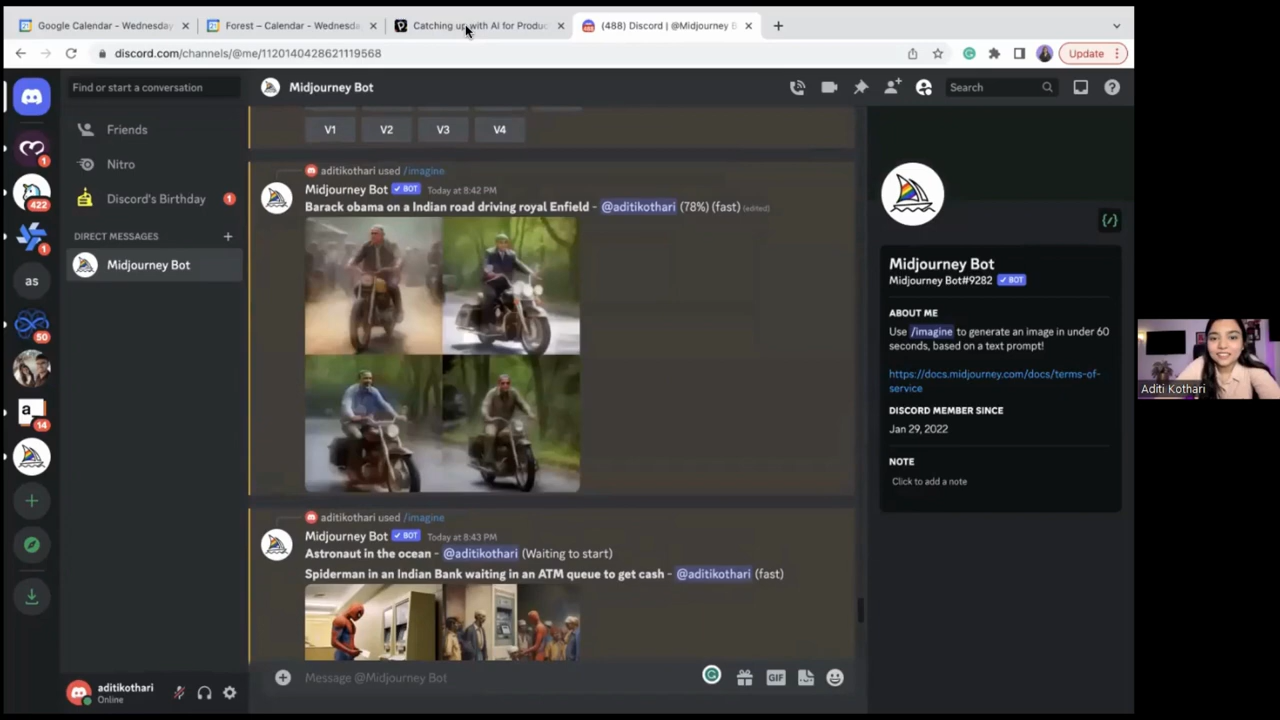 Google Calendar - Wednesday
Forest – Calendar - Wednesda
Catching up with AI for Produc
(488) Discord | @Midjourney B
discord.com/channels/@me/1120140428621119568
Update
Find or start a conversation
Midjourney Bot
Search
Friends
Nitro
Discord's Birthday
1
DIRECT MESSAGES
Midjourney Bot
1
422
1
as
50
a
14
V1 V2 V3 V4
aditikothari used /imagine
Midjourney Bot BOT Today at 8:42 PM
Barack obama on a Indian road driving royal Enfield - @aditikothari (78%) (fast) (edited)
aditikothari used /imagine
Midjourney Bot BOT Today at 8:43 PM
Astronaut in the ocean - @aditikothari (Waiting to start)
Spiderman in an Indian Bank waiting in an ATM queue to get cash - @aditikothari (fast)
Message @Midjourney Bot
GIF
aditikothari
Online
Midjourney Bot
Midjourney Bot#9282 BOT
ABOUT ME
Use /imagine to generate an image in under 60
seconds, based on a text prompt!
https://docs.midjourney.com/docs/terms-of-
service
DISCORD MEMBER SINCE
Jan 29, 2022
NOTE
Click to add a note
Aditi Kothari